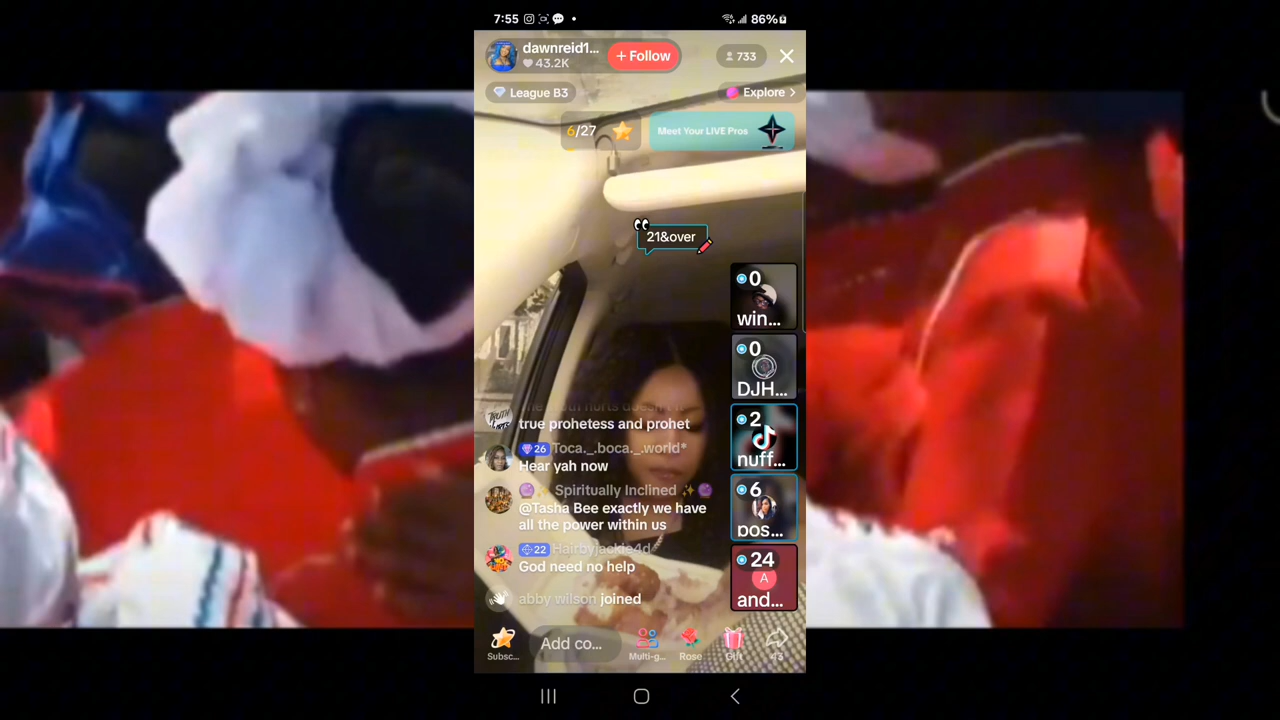 7:55
86%
dawnreid1...
+ Follow
733
43.2K
League B3
Explore >
6/27
Meet Your LIVE Pros
21&over
0
win...
0
DJH...
2
nuff...
6
pos...
24
A
and...
true prohetess and prohet
26 Toca._.boca._.world*
Hear yah now
Spiritually Inclined
@Tasha Bee exactly we have
all the power within us
22 Hairbyjackie4d
God need no help
abby wilson joined
Add co...
Subsc...
Multi-g...
Rose
Gift